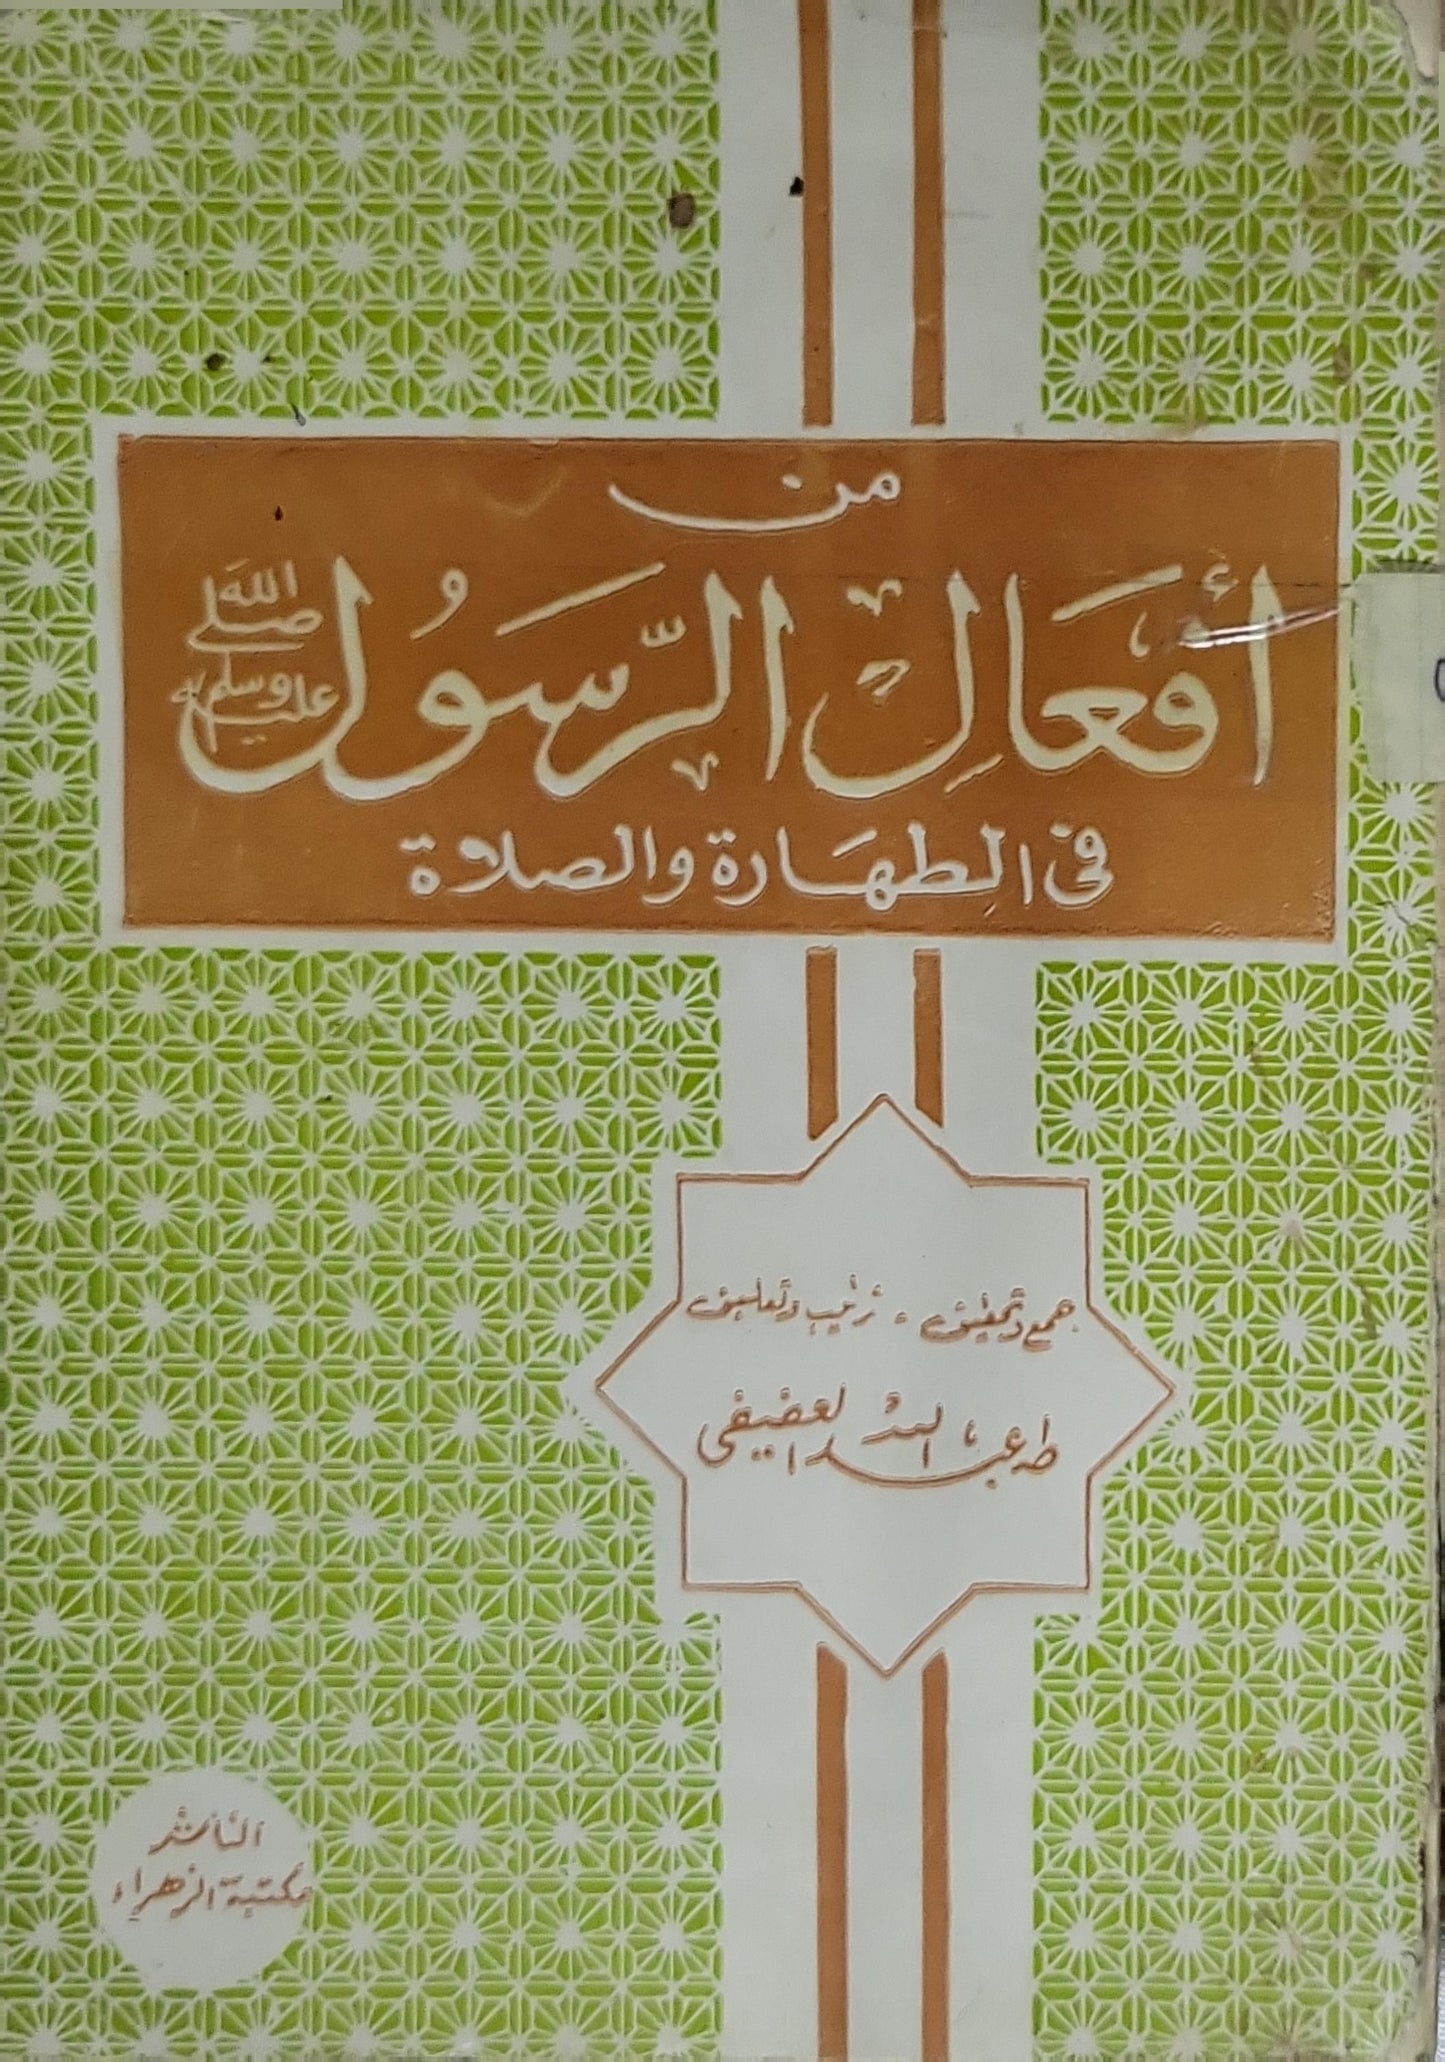 من
أفعال الرسول صلى الله عليه وسلم
في الطهارة والصلاة
جمع وتحقيق ، ترتيب وتعليق
طه عبد الله العفيفي
الناشر
مكتبة الزهراء